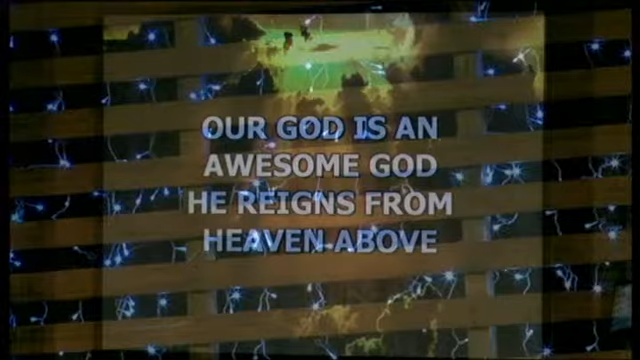 OUR GOD IS AN
AWESOME GOD
HE REIGNS FROM
HEAVEN ABOVE